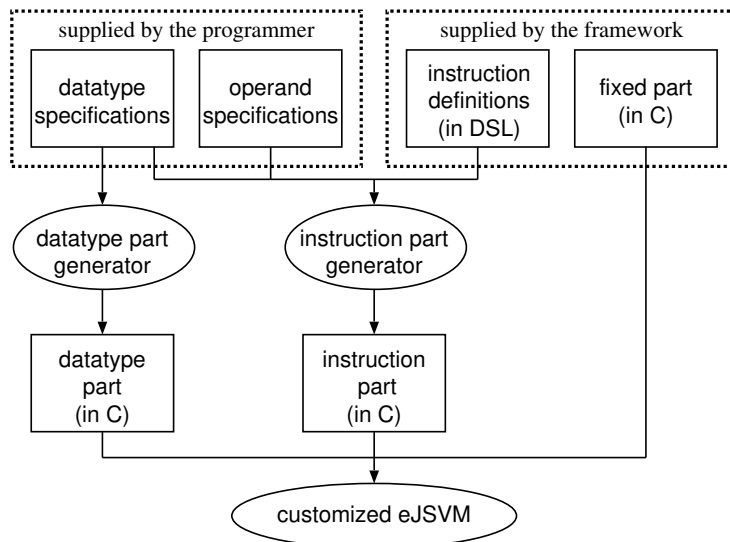 supplied by the programmer
datatype
specifications
operand
specifications
supplied by the framework
instruction
definitions
(in DSL)
fixed part
(in C)
datatype part
generator
instruction part
generator
datatype
part
(in C)
instruction
part
(in C)
customized eJSVM